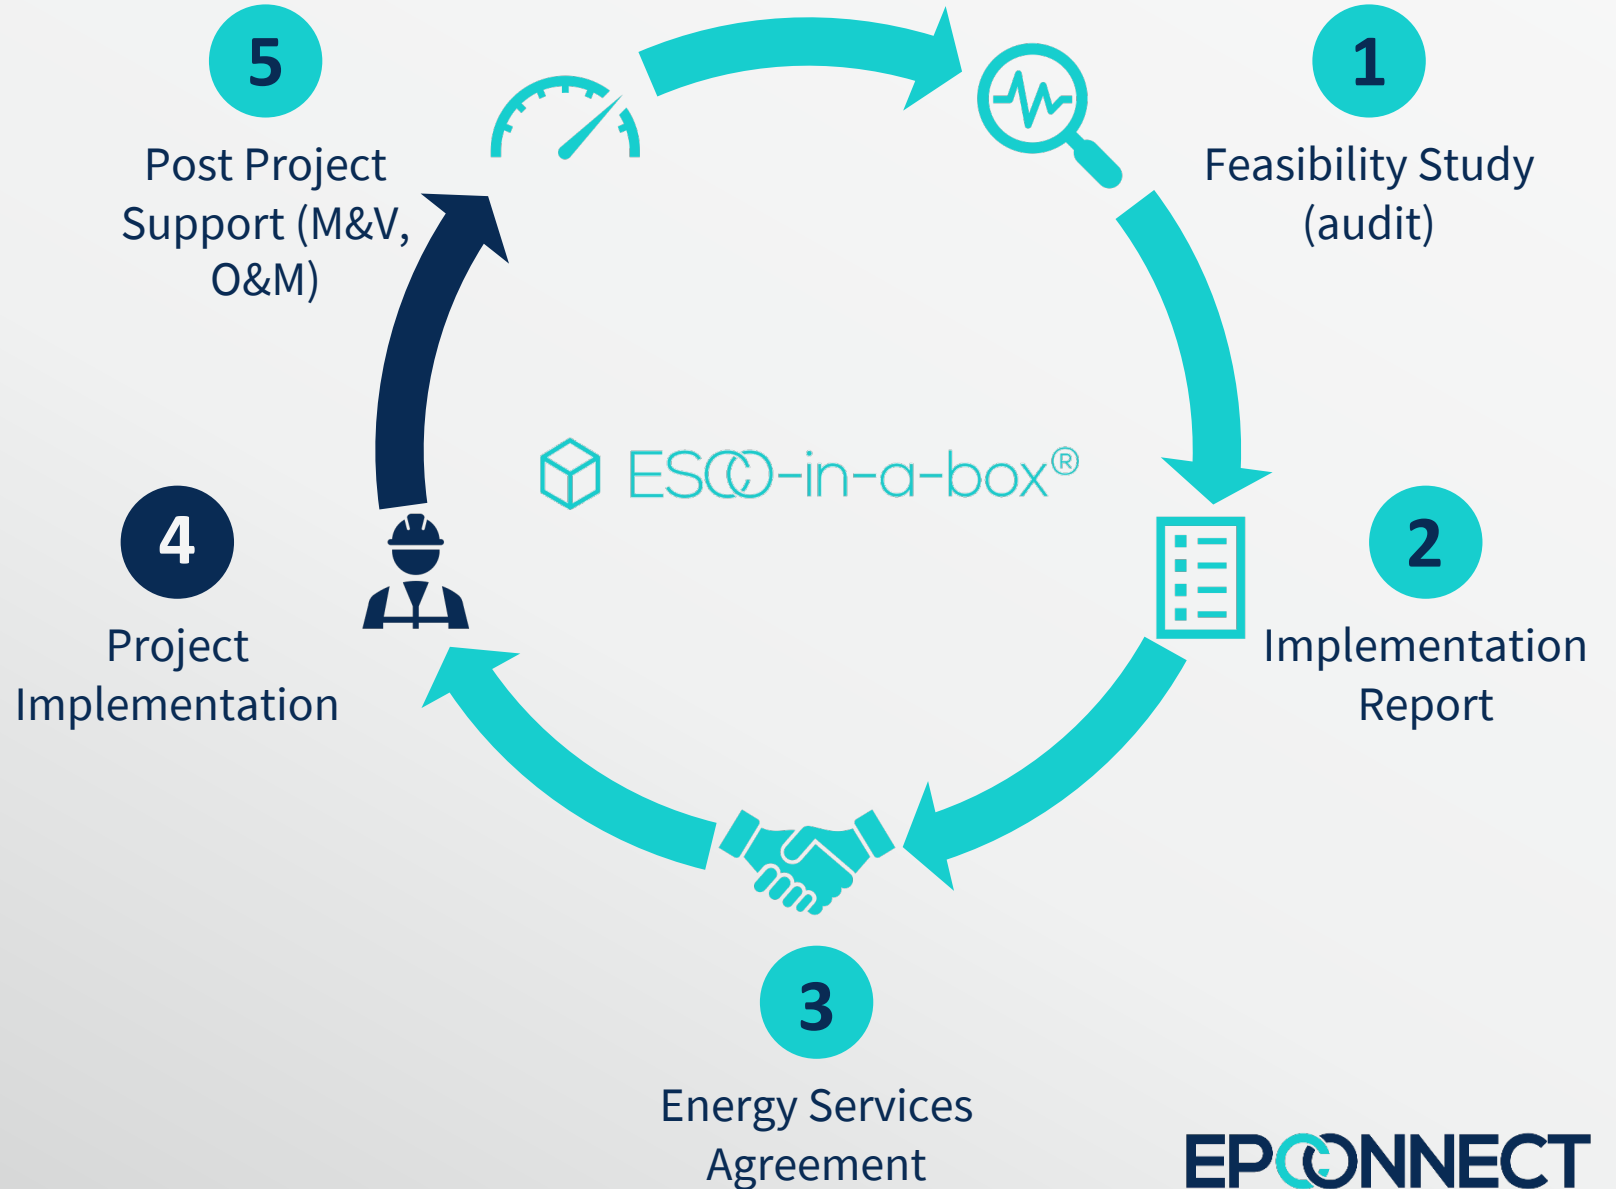 5
Post Project
Support (M&V,
O&M)
1
Feasibility Study
(audit)
ESCO-in-a-box®
4
Project
Implementation
2
Implementation
Report
3
Energy Services
Agreement
EPCONNECT